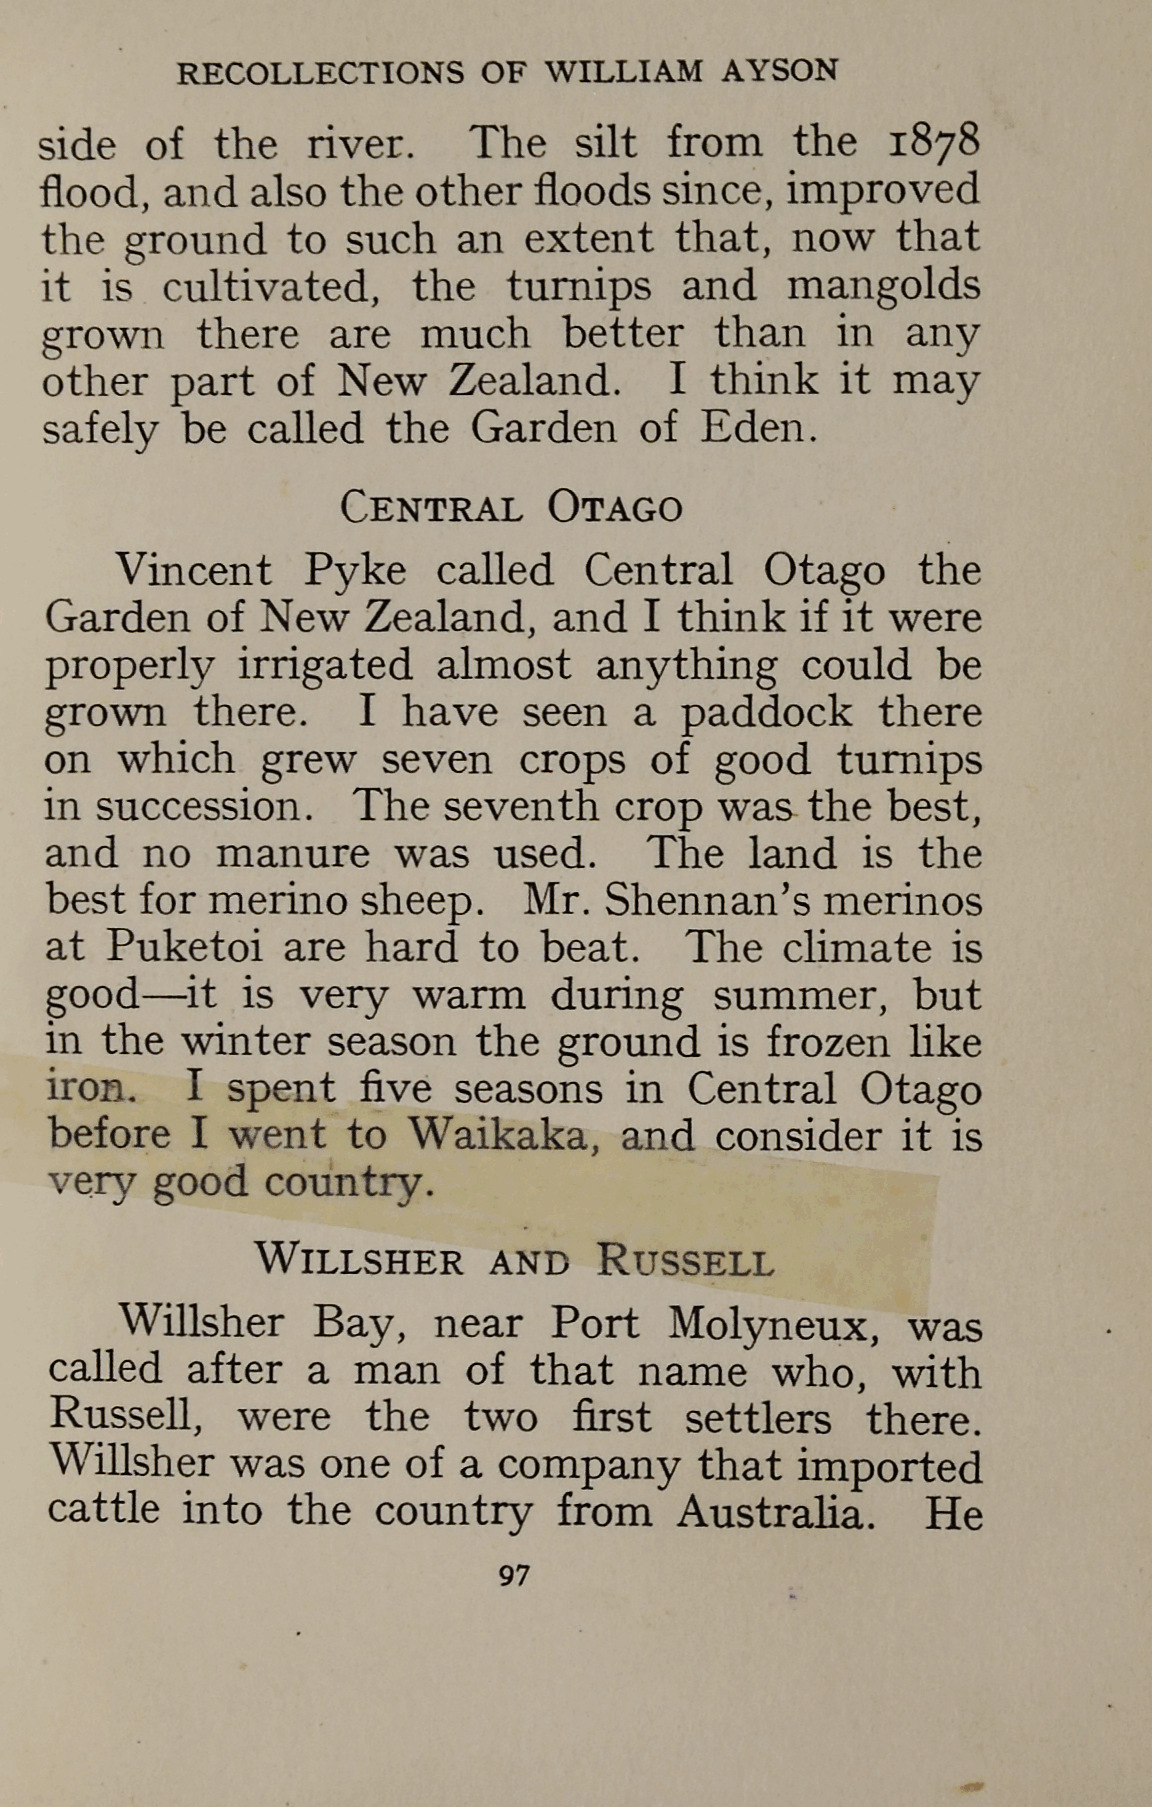 RECOLLECTIONS OF WILLIAM AYSON
side of the river. The silt from the 1878
flood, and also the other floods since, improved
the ground to such an extent that, now that
it is cultivated, the turnips and mangolds
grown there are much better than in any
other part of New Zealand. I think it may
safely be called the Garden of Eden.
CENTRAL OTAGO
Vincent Pyke called Central Otago the
Garden of New Zealand, and I think if it were
properly irrigated almost anything could be
grown there. I have seen a paddock there
on which grew seven crops of good turnips
in succession. The seventh crop was the best,
and no manure was used. The land is the
best for merino sheep. Mr. Shennan's merinos
at Puketoi are hard to beat. The climate is
good—it is very warm during summer, but
in the winter season the ground is frozen like
iron. I spent five seasons in Central Otago
before I went to Waikaka, and consider it is
very good country.
WILLSHER AND RUSSELL
Willsher Bay, near Port Molyneux, was
called after a man of that name who, with
Russell, were the two first settlers there.
Willsher was one of a company that imported
cattle into the country from Australia. He
97